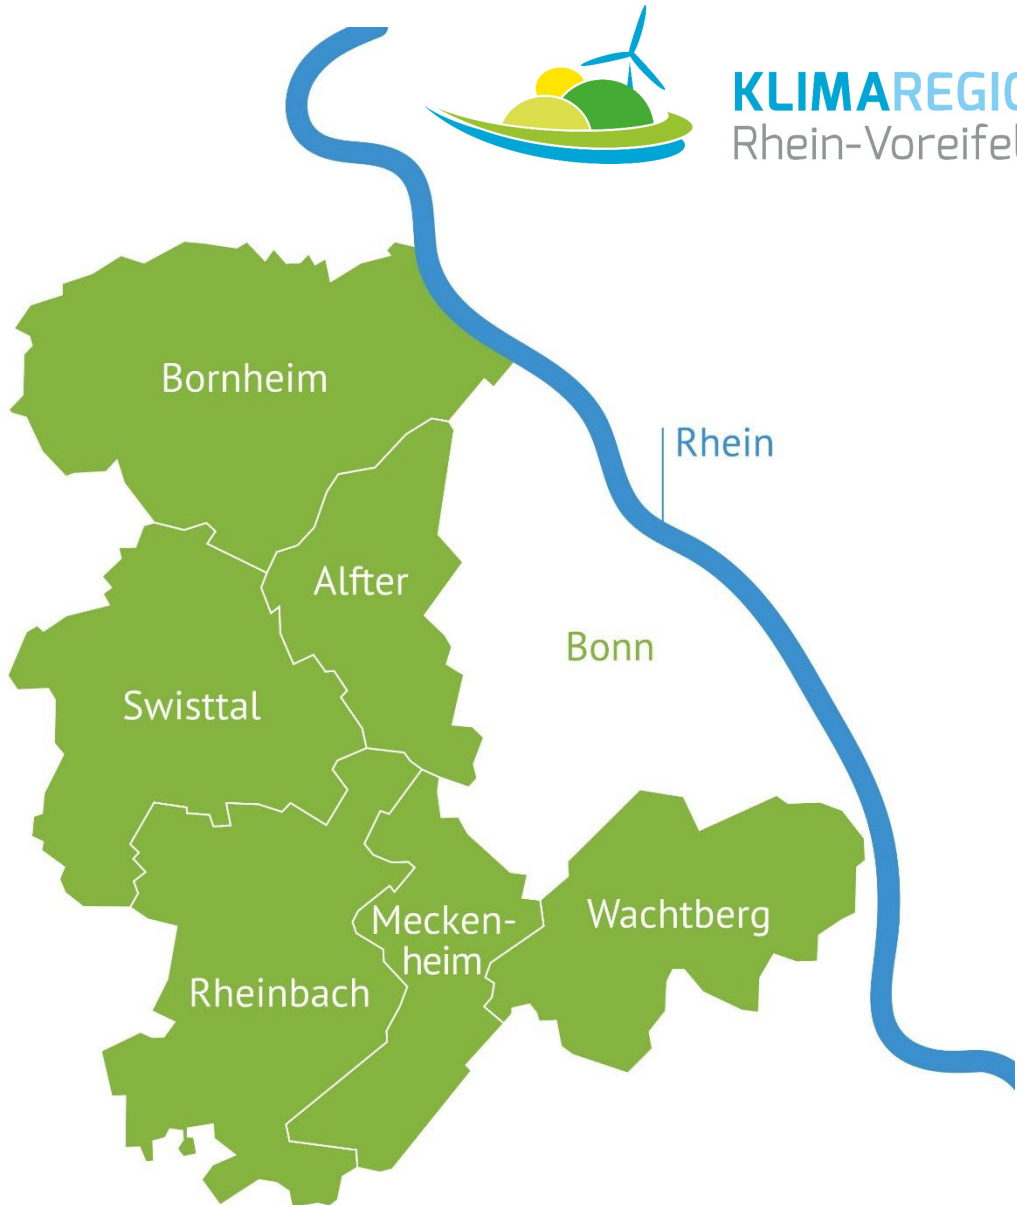 KLIMAREGIO
Rhein-Voreifel
Bornheim
Rhein
Alfter
Bonn
Swisttal
Wachtberg
Mecken-
heim
Rheinbach